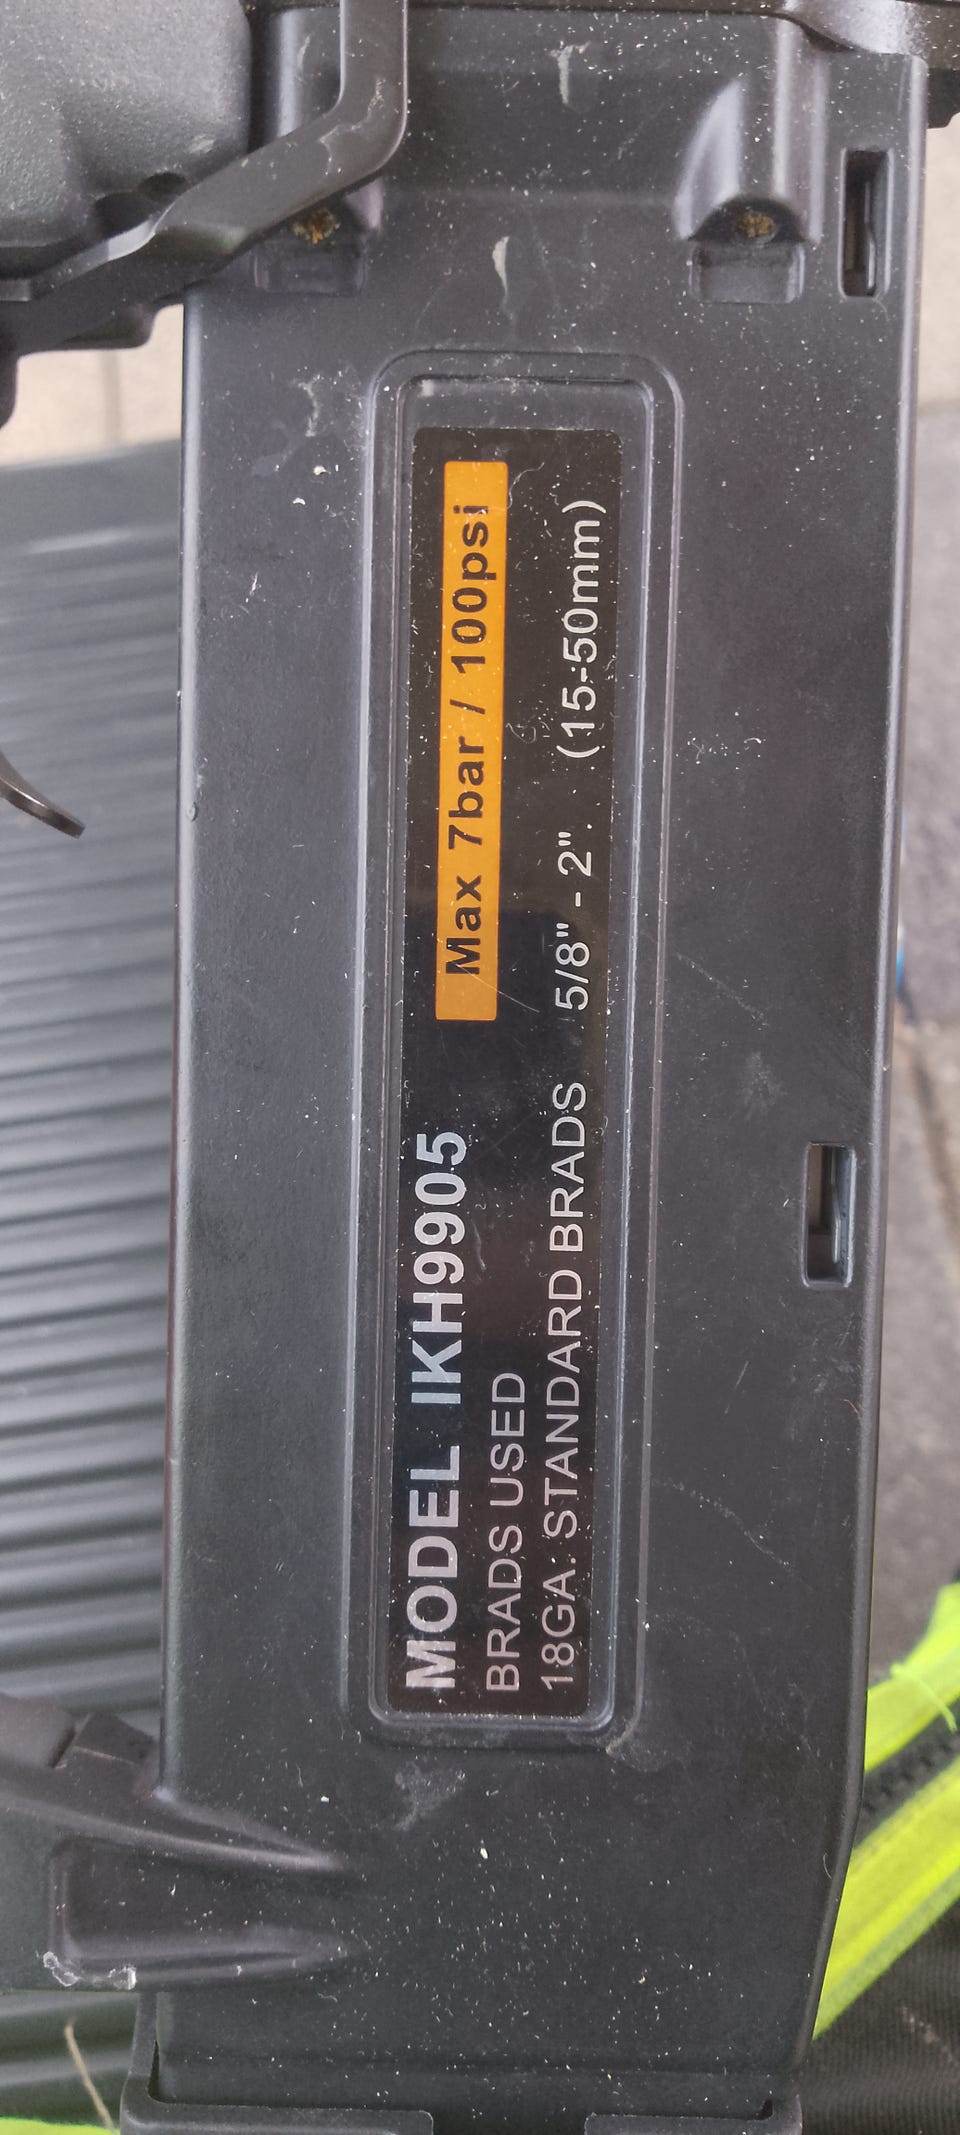 MODEL IKH9905 Max 7bar / 100psi
BRADS USED
18GA. STANDARD BRADS 5/8" - 2". (15-50mm)